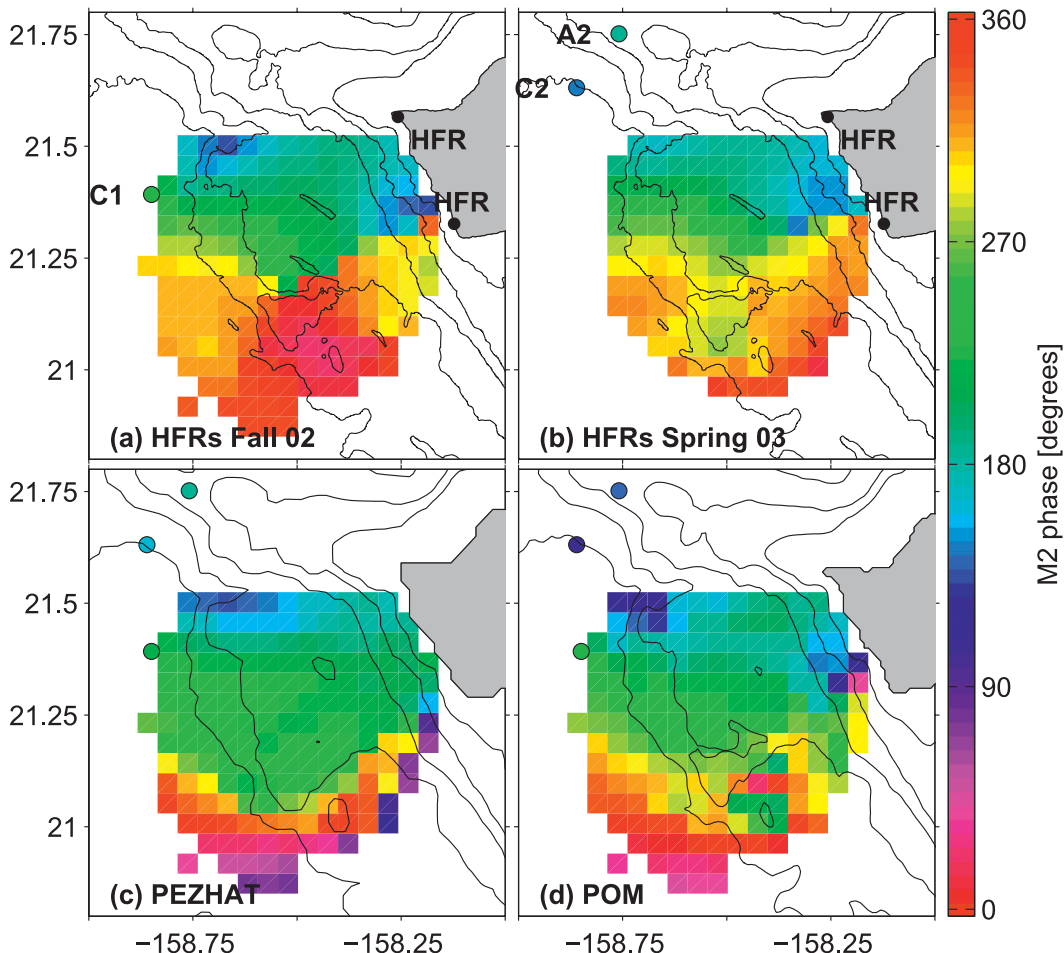 21.75
21.5
21.25
21
C1
HFR
HFR
(a) HFRs Fall 02
A2
C2
HFR
HFR
(b) HFRs Spring 03
21.75
21.5
21.25
21
(c) PEZHAT
(d) POM
−158.75
−158.25
−158.75
−158.25
360
270
180
90
0
M2 phase [degrees]